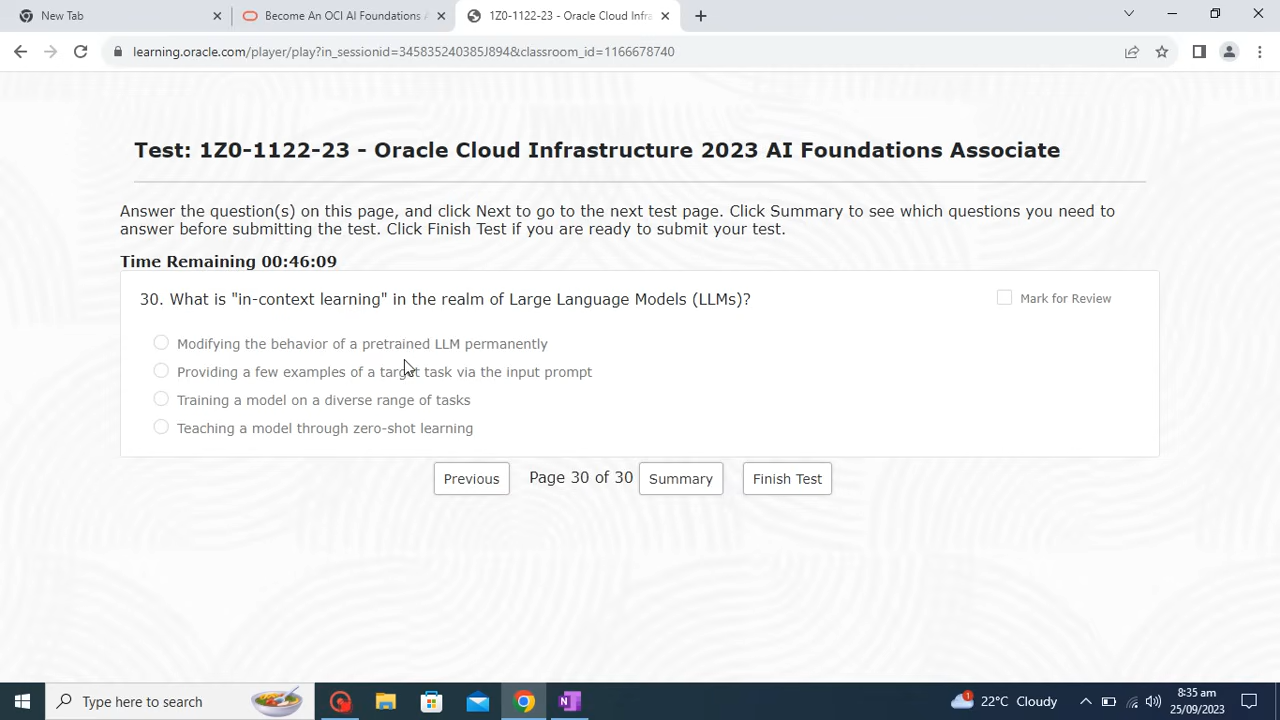 New Tab
Become An OCI AI Foundations A
1Z0-1122-23 - Oracle Cloud Infra
learning.oracle.com/player/play?in_sessionid=345835240385J894&classroom_id=1166678740
Test: 1Z0-1122-23 - Oracle Cloud Infrastructure 2023 AI Foundations Associate
Answer the question(s) on this page, and click Next to go to the next test page. Click Summary to see which questions you need to
answer before submitting the test. Click Finish Test if you are ready to submit your test.
Time Remaining 00:46:09
30. What is "in-context learning" in the realm of Large Language Models (LLMs)?
Mark for Review
Modifying the behavior of a pretrained LLM permanently
Providing a few examples of a target task via the input prompt
Training a model on a diverse range of tasks
Teaching a model through zero-shot learning
Previous
Page 30 of 30
Summary
Finish Test
Type here to search
1
22°C Cloudy
8:35 am
25/09/2023